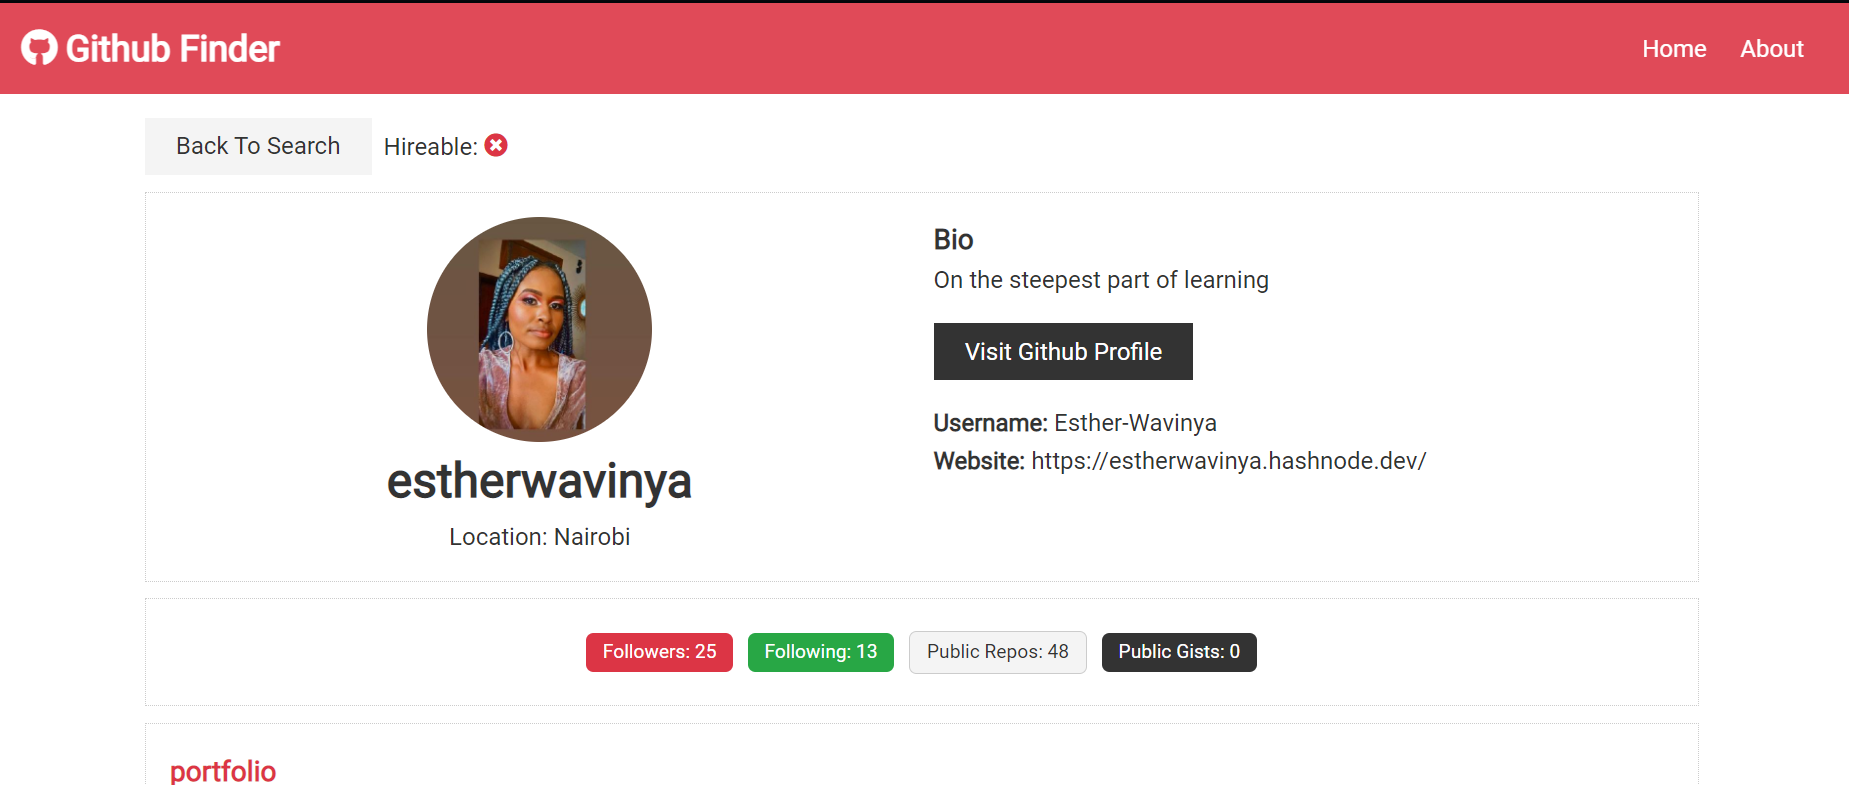 Github Finder
Home
About
Back To Search
Hireable:
estherwavinya
Location: Nairobi
Bio
On the steepest part of learning
Visit Github Profile
Username: Esther-Wavinya
Website: https://estherwavinya.hashnode.dev/
Followers: 25
Following: 13
Public Repos: 48
Public Gists: 0
portfolio